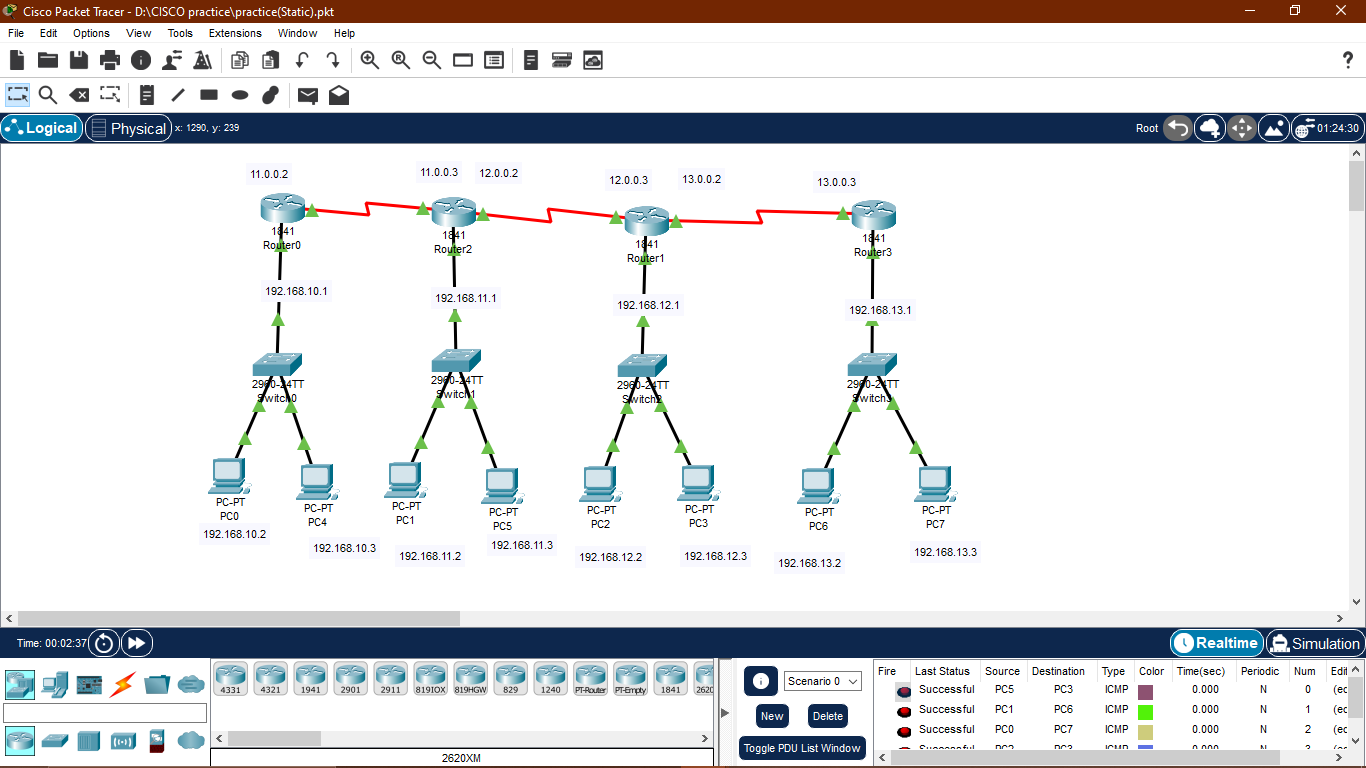 Cisco Packet Tracer - D:\CISCO practice\practice(Static).pkt
File Edit Options View Tools Extensions Window Help
Logical Physical x: 1290, y: 239 Root 01:24:30
11.0.0.2 11.0.0.3 12.0.0.2 12.0.0.3 13.0.0.2 13.0.0.3
1841 1841 1841 1841
Router0 Router2 Router1 Router3
192.168.10.1 192.168.11.1 192.168.12.1 192.168.13.1
2960-24TT 2960-24TT 2960-24TT 2960-24TT
Switch0 Switch1 Switch2 Switch3
PC-PT PC-PT PC-PT PC-PT PC-PT PC-PT PC-PT PC-PT
PC0 PC4 PC1 PC5 PC2 PC3 PC6 PC7
192.168.10.2 192.168.10.3 192.168.11.2 192.168.11.3 192.168.12.2 192.168.12.3 192.168.13.2 192.168.13.3
Time: 00:02:37 Realtime Simulation
4331 4321 1941 2901 2911 819IOX 819HGW 829 1240 PT-Router PT-Empty 1841 2620
2620XM
Scenario 0
New Delete
Toggle PDU List Window
Fire Last Status Source Destination Type Color Time(sec) Periodic Num Edit
Successful PC5 PC3 ICMP 0.000 N 0 (ec
Successful PC1 PC6 ICMP 0.000 N 1 (ec
Successful PC0 PC7 ICMP 0.000 N 2 (ec
Successful PC2 PC3 ICMP 0.000 N 3 (ec